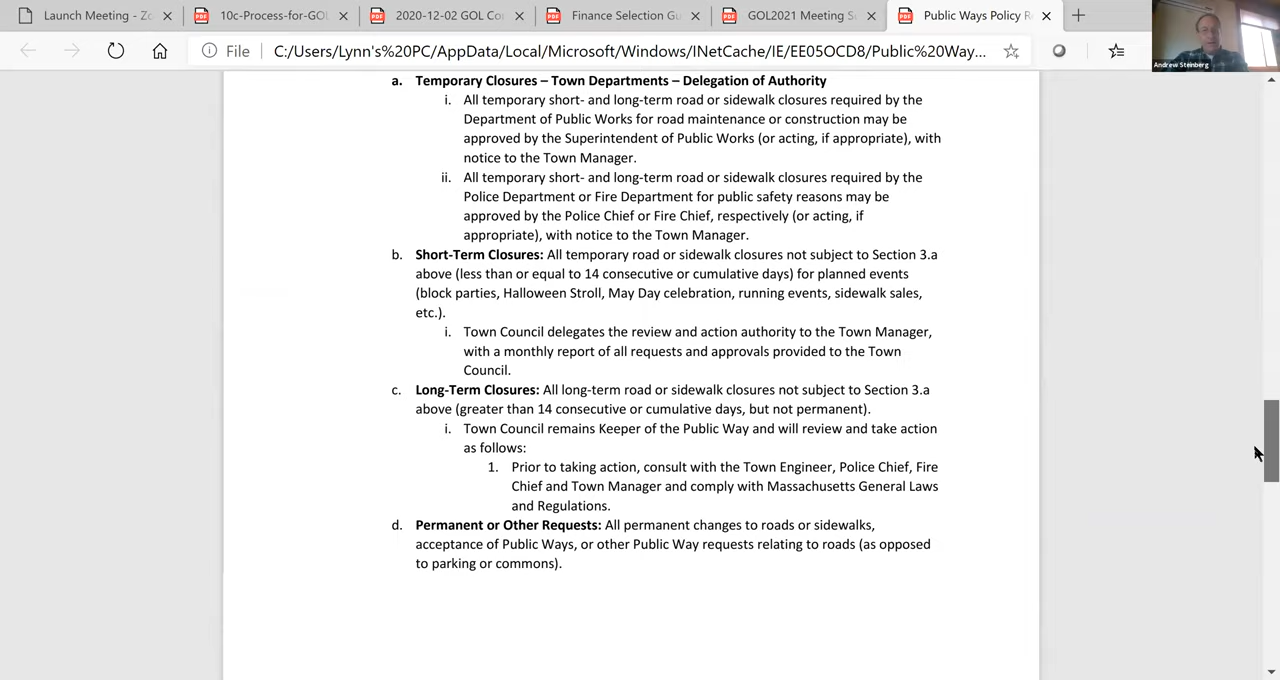 Launch Meeting - Zo
10c-Process-for-GOL
2020-12-02 GOL Co
Finance Selection Gu
GOL2021 Meeting S
Public Ways Policy R
File
C:/Users/Lynn's%20PC/AppData/Local/Microsoft/Windows/INetCache/IE/EE05OCD8/Public%20Way...
Andrew Steinberg
a. Temporary Closures – Town Departments – Delegation of Authority
i. All temporary short- and long-term road or sidewalk closures required by the
Department of Public Works for road maintenance or construction may be
approved by the Superintendent of Public Works (or acting, if appropriate), with
notice to the Town Manager.
ii. All temporary short- and long-term road or sidewalk closures required by the
Police Department or Fire Department for public safety reasons may be
approved by the Police Chief or Fire Chief, respectively (or acting, if
appropriate), with notice to the Town Manager.
b. Short-Term Closures: All temporary road or sidewalk closures not subject to Section 3.a
above (less than or equal to 14 consecutive or cumulative days) for planned events
(block parties, Halloween Stroll, May Day celebration, running events, sidewalk sales,
etc.).
i. Town Council delegates the review and action authority to the Town Manager,
with a monthly report of all requests and approvals provided to the Town
Council.
c. Long-Term Closures: All long-term road or sidewalk closures not subject to Section 3.a
above (greater than 14 consecutive or cumulative days, but not permanent).
i. Town Council remains Keeper of the Public Way and will review and take action
as follows:
1. Prior to taking action, consult with the Town Engineer, Police Chief, Fire
Chief and Town Manager and comply with Massachusetts General Laws
and Regulations.
d. Permanent or Other Requests: All permanent changes to roads or sidewalks,
acceptance of Public Ways, or other Public Way requests relating to roads (as opposed
to parking or commons).